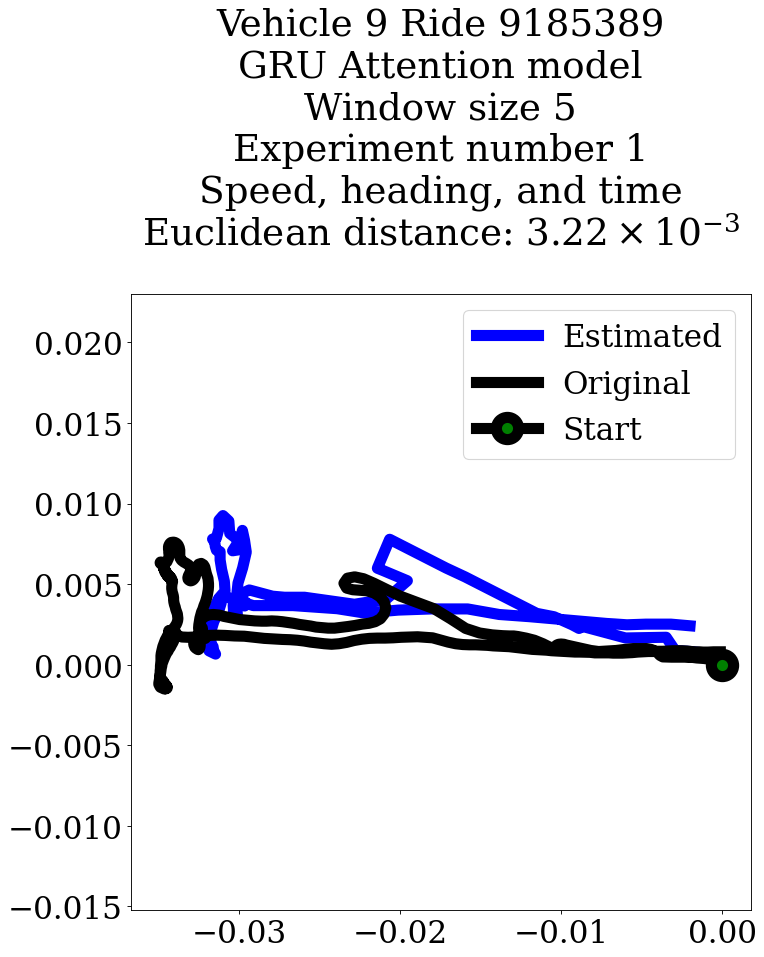 Vehicle 9 Ride 9185389
GRU Attention model
Window size 5
Experiment number 1
Speed, heading, and time
Euclidean distance: 3.22 × 10⁻³
Estimated
Original
Start
0.020
0.015
0.010
0.005
0.000
−0.005
−0.010
−0.015
−0.03 −0.02 −0.01 0.00